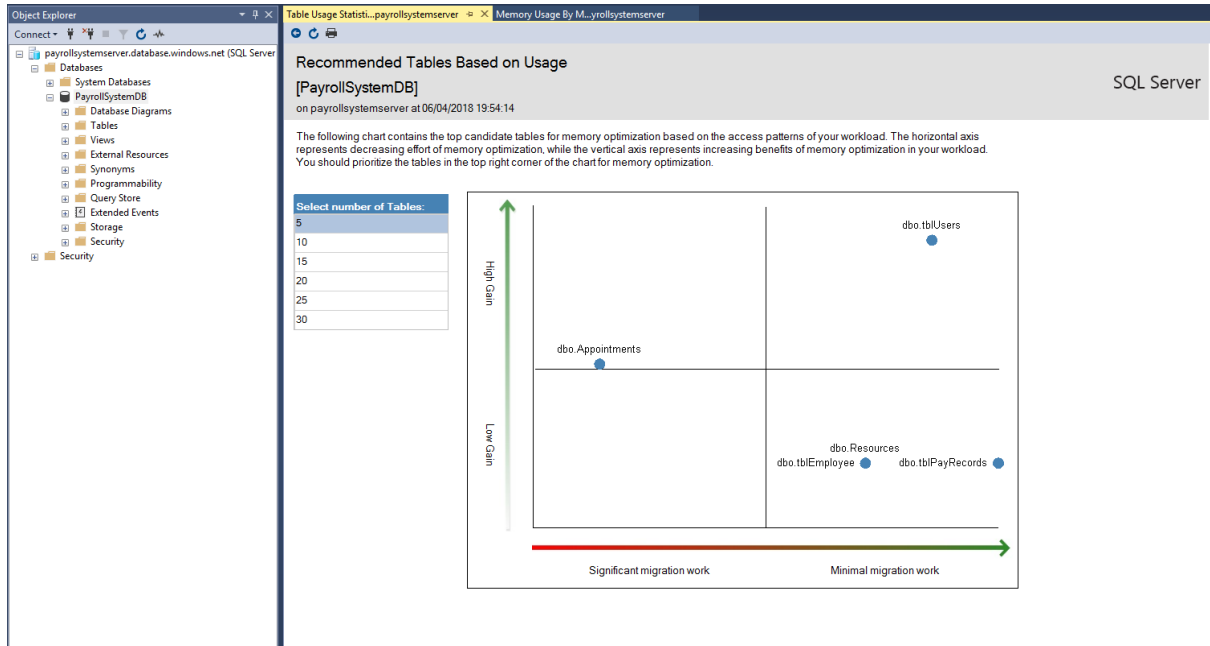 Object Explorer
Connect
payrollsystemserver.database.windows.net (SQL Server
Databases
System Databases
PayrollSystemDB
Database Diagrams
Tables
Views
External Resources
Synonyms
Programmability
Query Store
Extended Events
Storage
Security
Security
Table Usage Statisti...payrollsystemserver
Memory Usage By M...yrollsystemserver
Recommended Tables Based on Usage
[PayrollSystemDB]
on payrollsystemserver at 06/04/2018 19:54:14
SQL Server
The following chart contains the top candidate tables for memory optimization based on the access patterns of your workload. The horizontal axis
represents decreasing effort of memory optimization, while the vertical axis represents increasing benefits of memory optimization in your workload.
You should prioritize the tables in the top right corner of the chart for memory optimization.
Select number of Tables:
5
10
15
20
25
30
High Gain
Low Gain
dbo.tblUsers
dbo.Appointments
dbo.Resources
dbo.tblEmployee
dbo.tblPayRecords
Significant migration work
Minimal migration work